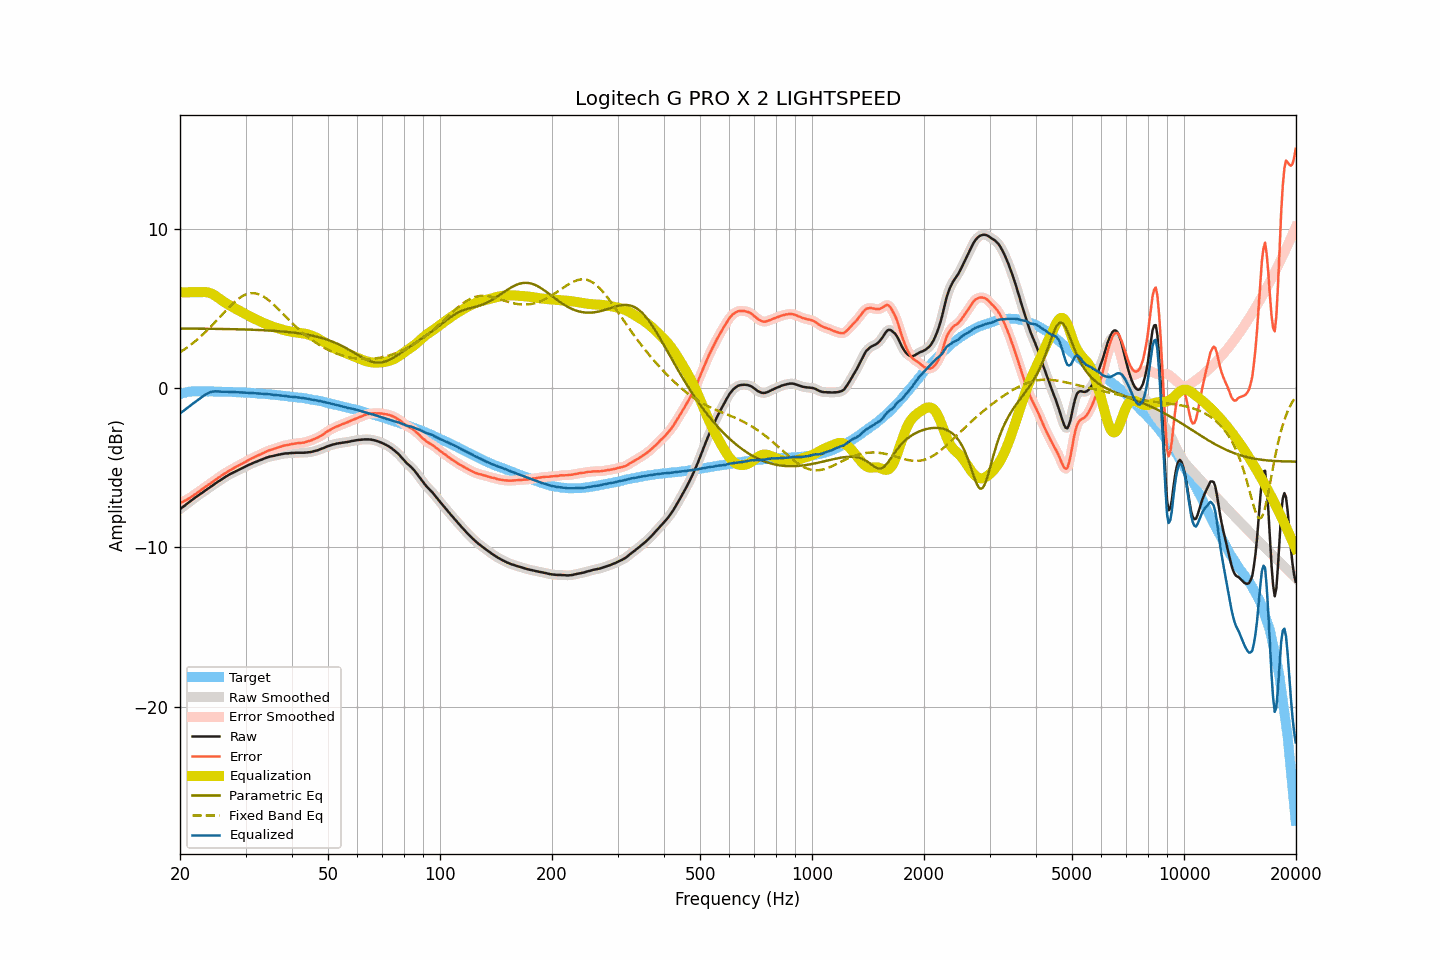 Logitech G PRO X 2 LIGHTSPEED
Amplitude (dBr)
10
0
−10
−20
Target
Raw Smoothed
Error Smoothed
Raw
Error
Equalization
Parametric Eq
Fixed Band Eq
Equalized
20 50 100 200 500 1000 2000 5000 10000 20000
Frequency (Hz)